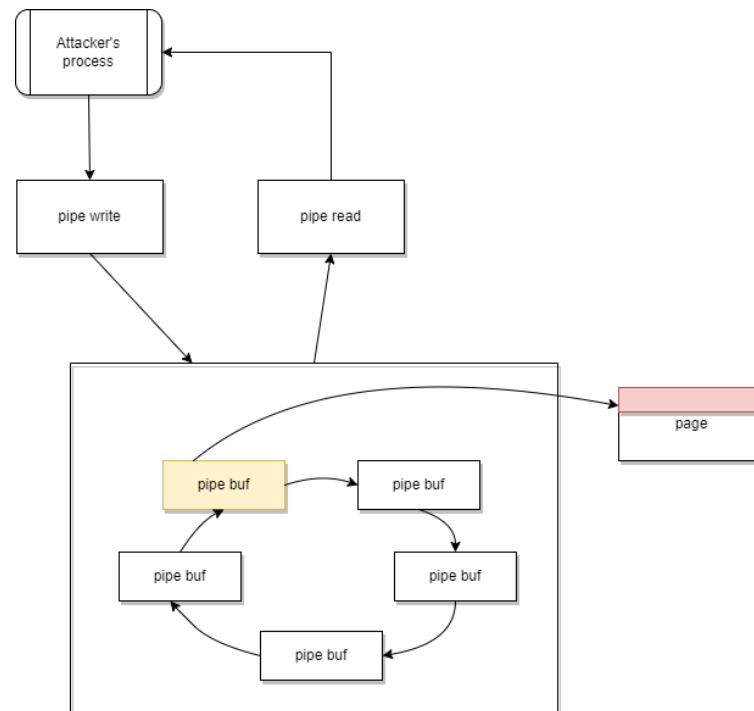 Attacker's
process
pipe write
pipe read
page
pipe buf
pipe buf
pipe buf
pipe buf
pipe buf